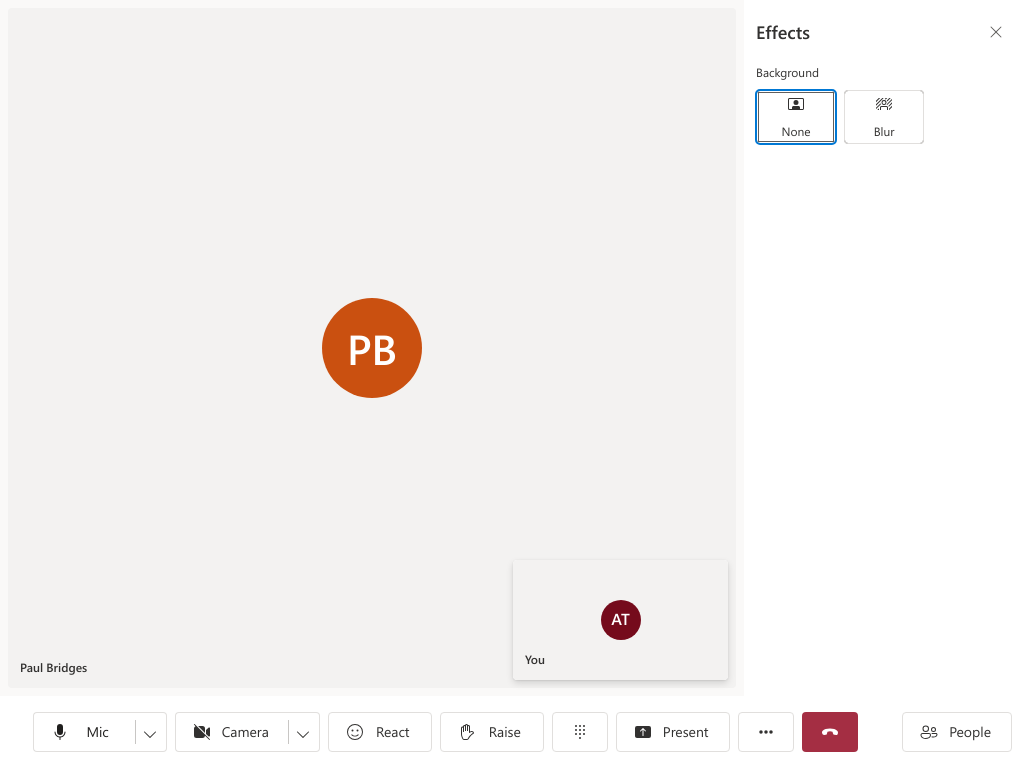 Effects
Background
None
Blur
PB
AT
You
Paul Bridges
Mic
Camera
React
Raise
Present
People